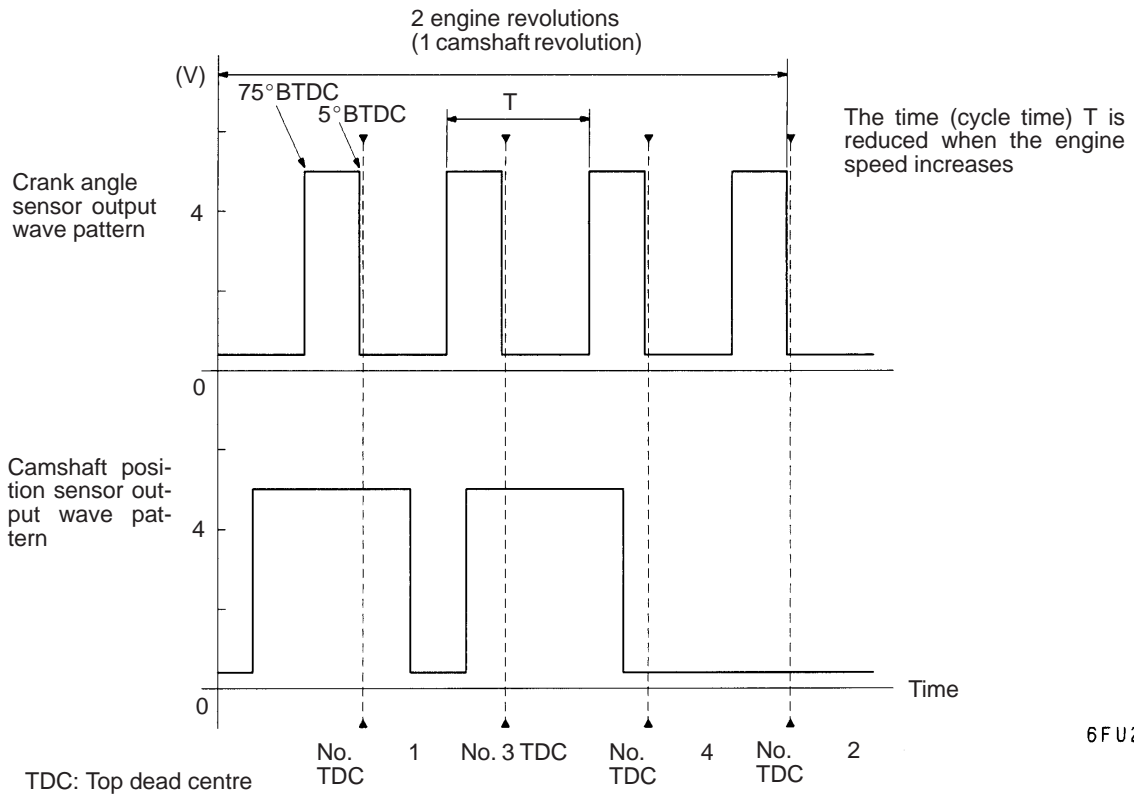 2 engine revolutions
(1 camshaft revolution)
(V)
75°BTDC
5°BTDC
T
The time (cycle time) T is
reduced when the engine
speed increases
Crank angle
sensor output
wave pattern
4
0
Camshaft posi-
tion sensor out-
put wave pat-
tern
4
0
Time
No. 1
TDC
No. 3 TDC
No. 4
TDC
No. 2
TDC
6FU2
TDC: Top dead centre